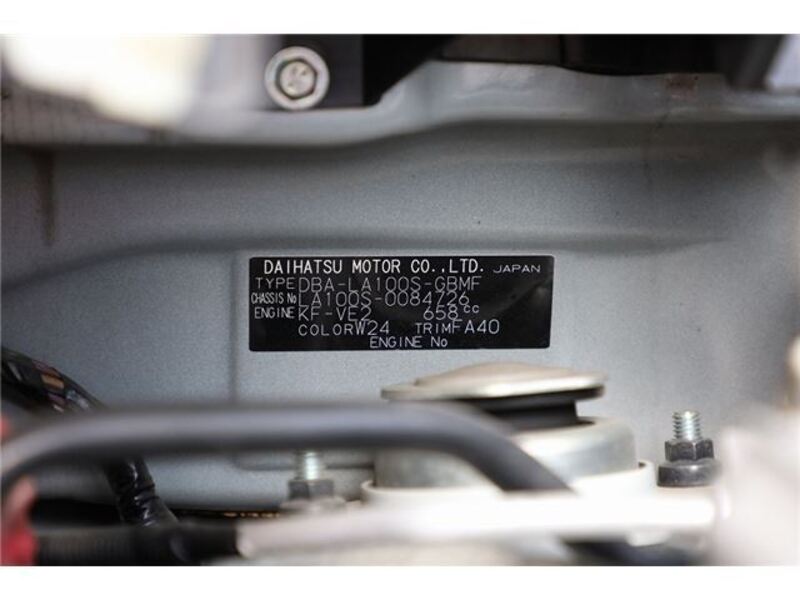 DAIHATSU MOTOR CO.,LTD. JAPAN
TYPE DBA-LA100S-GBMF
CHASSIS No LA100S-0084726
ENGINE KF-VE2 658cc
COLOR W24 TRIM FA40
ENGINE No